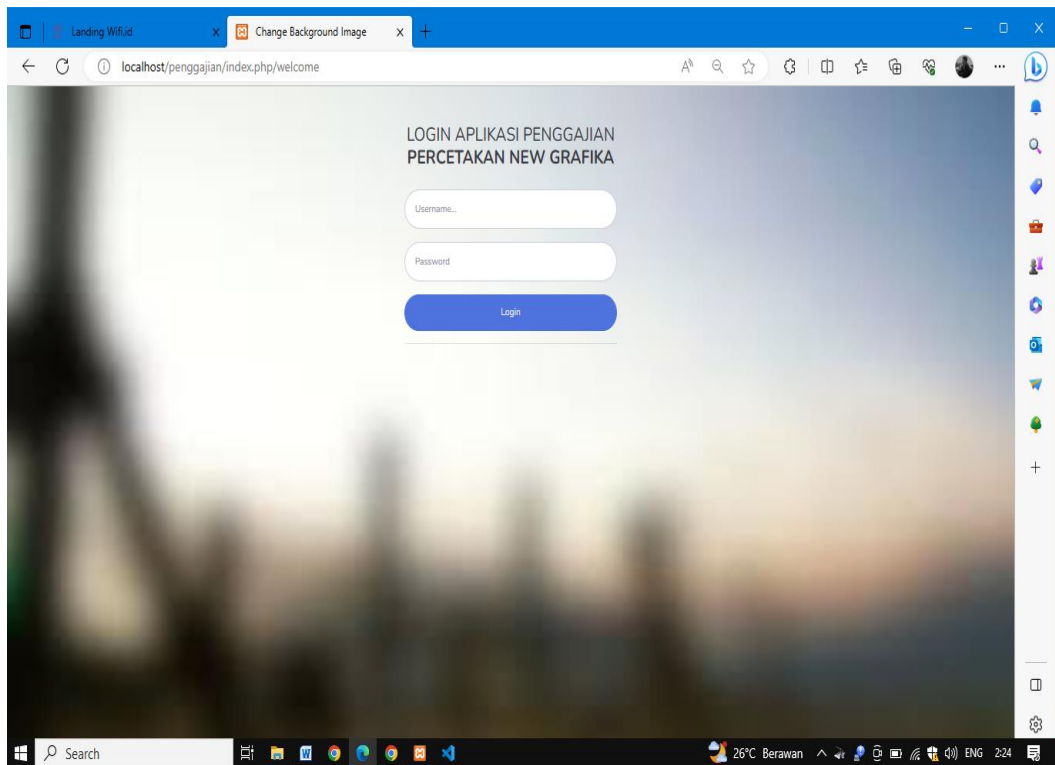 Landing Wifi.id
Change Background Image
localhost/penggajian/index.php/welcome
LOGIN APLIKASI PENGGAJIAN
PERCETAKAN NEW GRAFIKA
Username...
Password
Login
Search
26°C Berawan
ENG
2:24